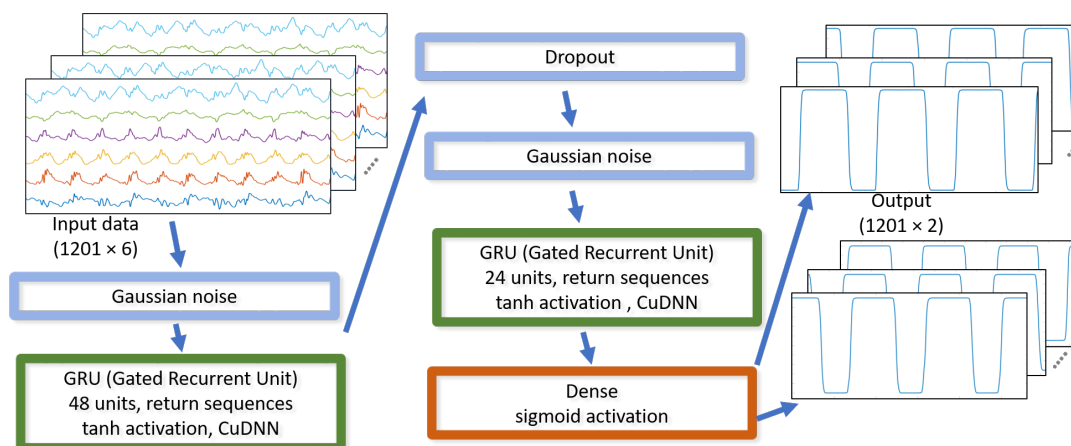 Input data
(1201 × 6)
Gaussian noise
GRU (Gated Recurrent Unit)
48 units, return sequences
tanh activation, CuDNN
Dropout
Gaussian noise
GRU (Gated Recurrent Unit)
24 units, return sequences
tanh activation , CuDNN
Dense
sigmoid activation
Output
(1201 × 2)